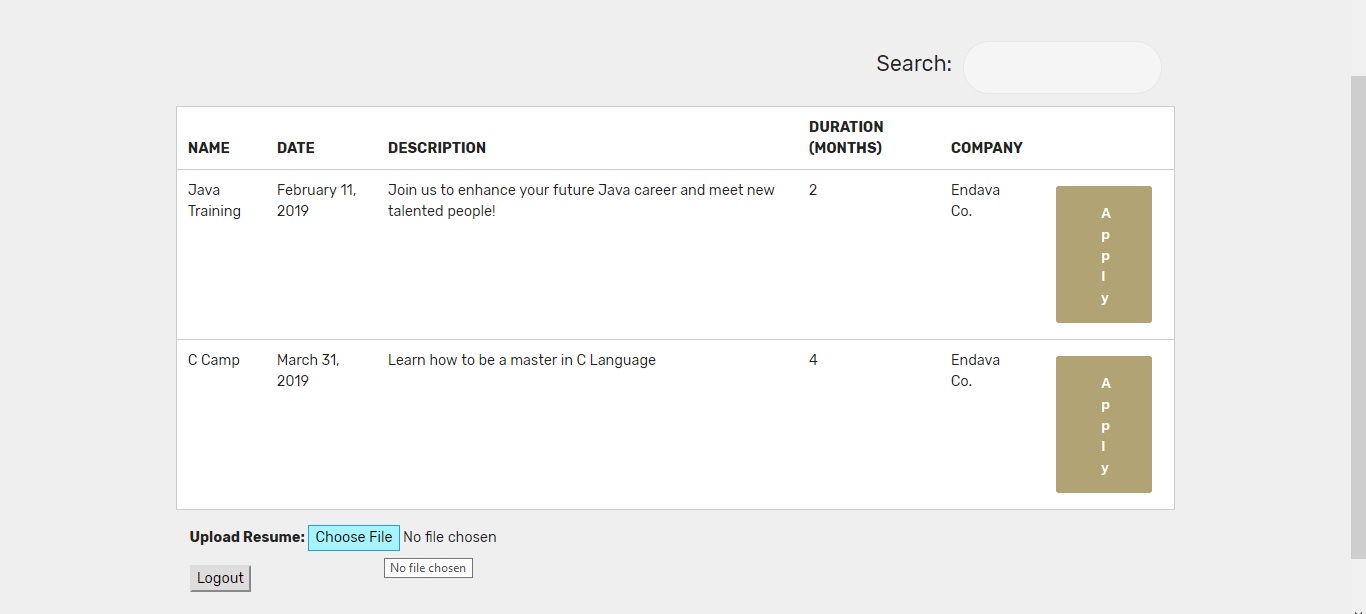 Search:
DURATION
NAME DATE DESCRIPTION (MONTHS) COMPANY
Java February 11, Join us to enhance your future Java career and meet new 2 Endava
Training 2019 talented people! Co.
A
p
p
l
y
C Camp March 31, Learn how to be a master in C Language 4 Endava
2019 Co.
A
p
p
l
y
Upload Resume: Choose File No file chosen
No file chosen
Logout